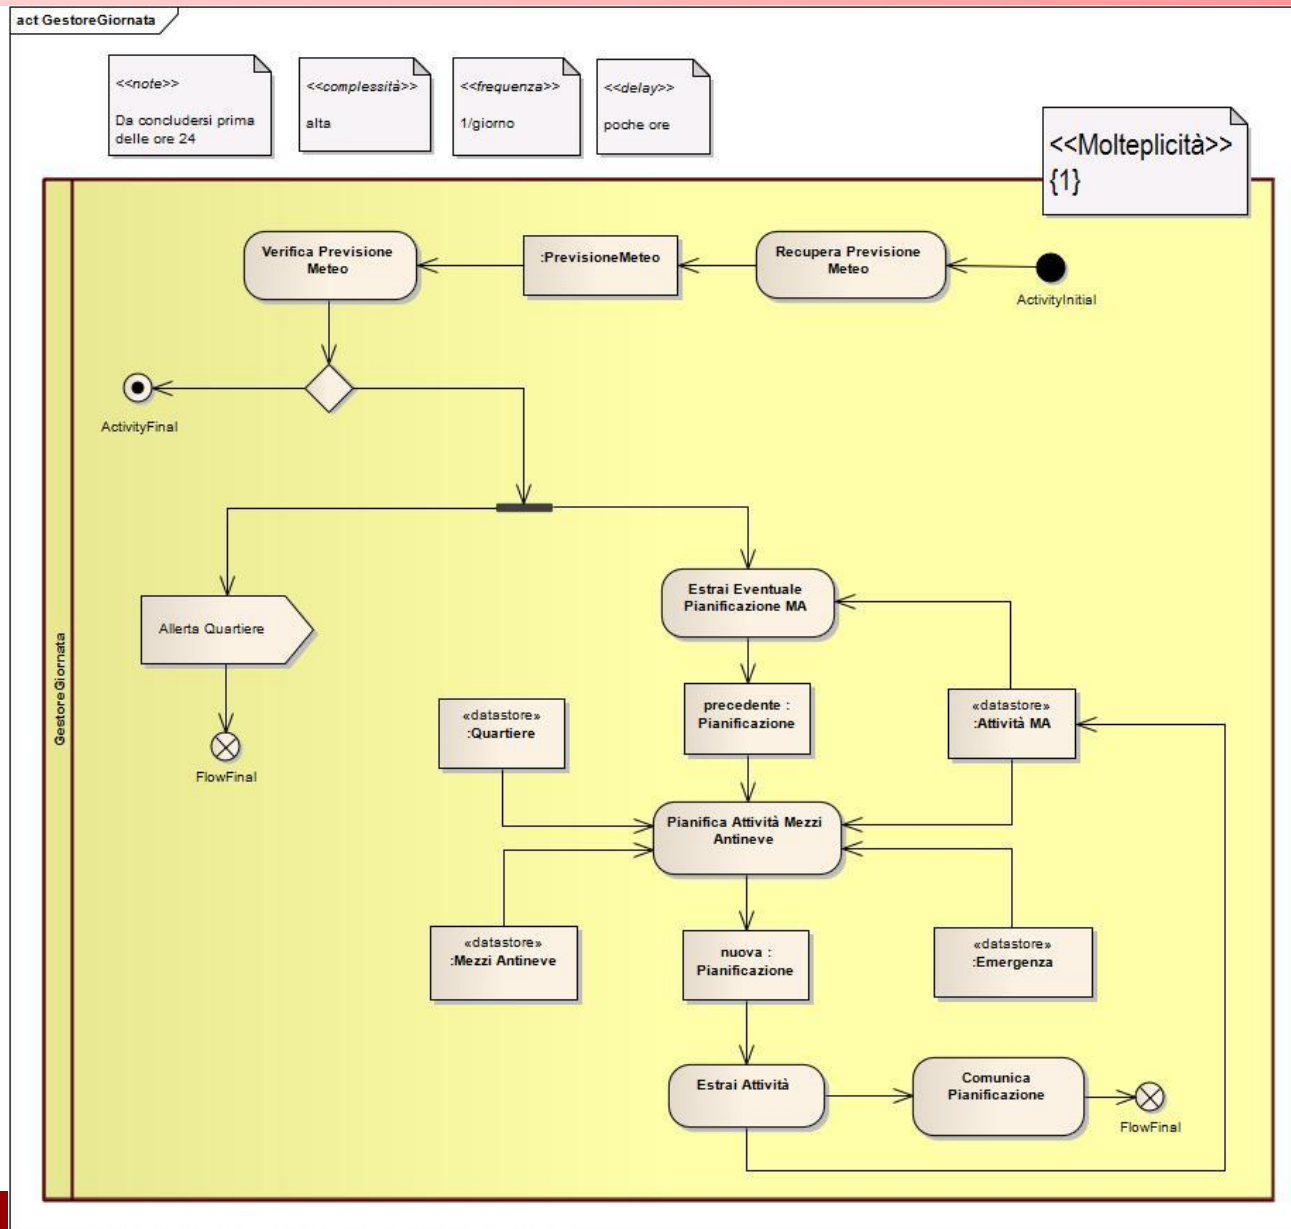 act GestoreGiornata
<<note>>
Da concludersi prima
delle ore 24
<<complessità>>
alta
<<frequenza>>
1/giorno
<<delay>>
poche ore
<<Molteplicità>>
{1}
GestoreGiornata
Verifica Previsione
Meteo
:PrevisioneMeteo
Recupera Previsione
Meteo
ActivityInitial
ActivityFinal
Estrai Eventuale
Pianificazione MA
Allerta Quartiere
FlowFinal
«datastore»
:Quartiere
precedente :
Pianificazione
«datastore»
:Attività MA
Pianifica Attività Mezzi
Antineve
«datastore»
:Mezzi Antineve
nuova :
Pianificazione
«datastore»
:Emergenza
Estrai Attività
Comunica
Pianificazione
FlowFinal